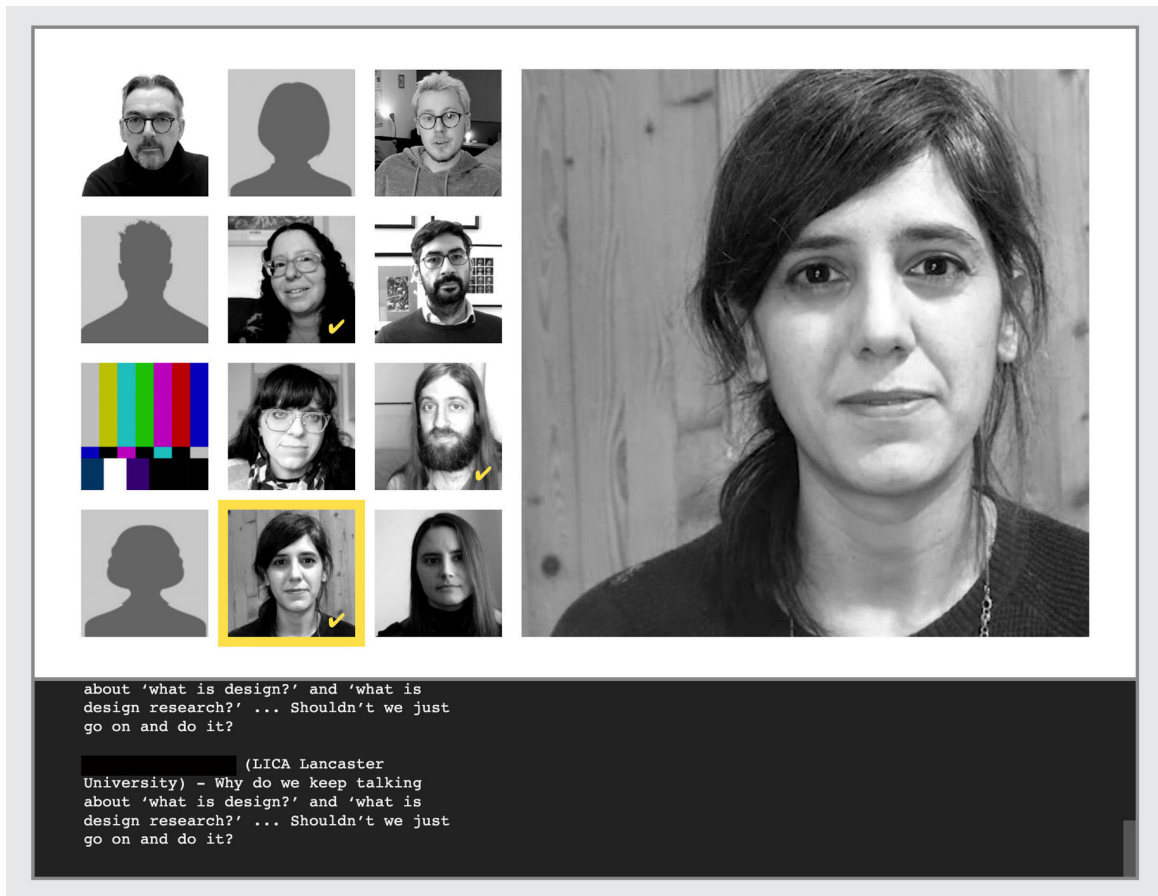 about ‘what is design?’ and ‘what is
design research?’ ... Shouldn’t we just
go on and do it?
(LICA Lancaster
University) – Why do we keep talking
about ‘what is design?’ and ‘what is
design research?’ ... Shouldn’t we just
go on and do it?